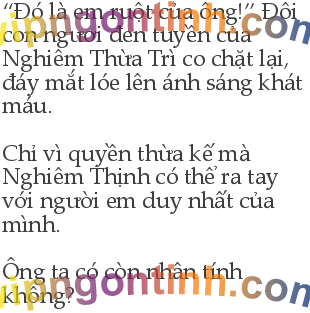 “Đó là em ruột của ông!” Đôi
con ngươi đen tuyền của
Nghiêm Thừa Trì co chặt lại,
đáy mắt lóe lên ánh sáng khát
máu.
Chỉ vì quyền thừa kế mà
Nghiêm Thịnh có thể ra tay
với người em duy nhất của
mình.
Ông ta có còn nhân tính
không?
vipngontinh.com
vipngontinh.com